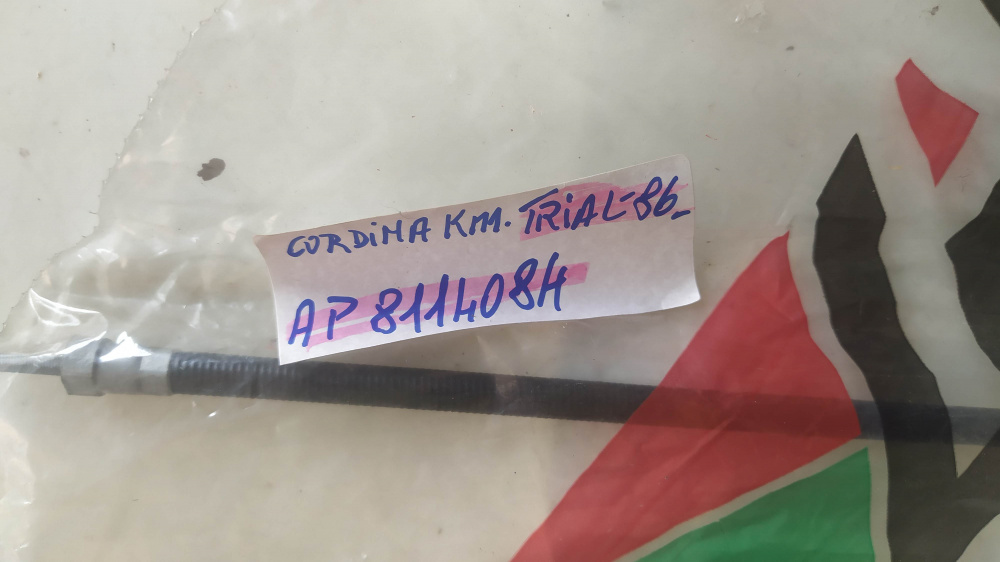 CORDiNA KM. TRiAL-86-
AP 8114084